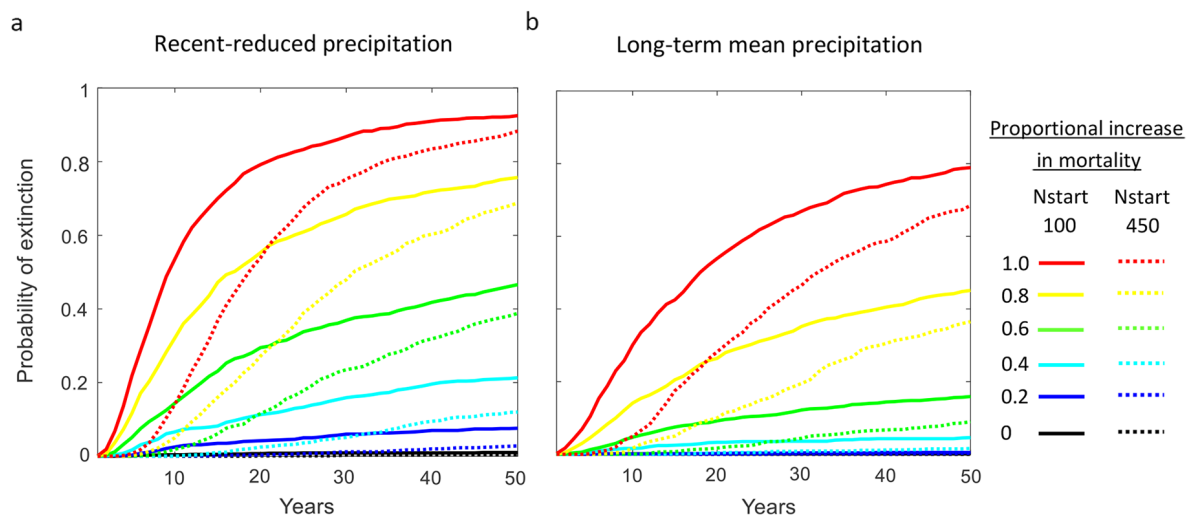 a
Recent-reduced precipitation
b
Long-term mean precipitation
Probability of extinction
1
0.8
0.6
0.4
0.2
0
10
20
30
40
50
Years
10
20
30
40
50
Years
Proportional increase
in mortality
Nstart Nstart
100 450
1.0
0.8
0.6
0.4
0.2
0